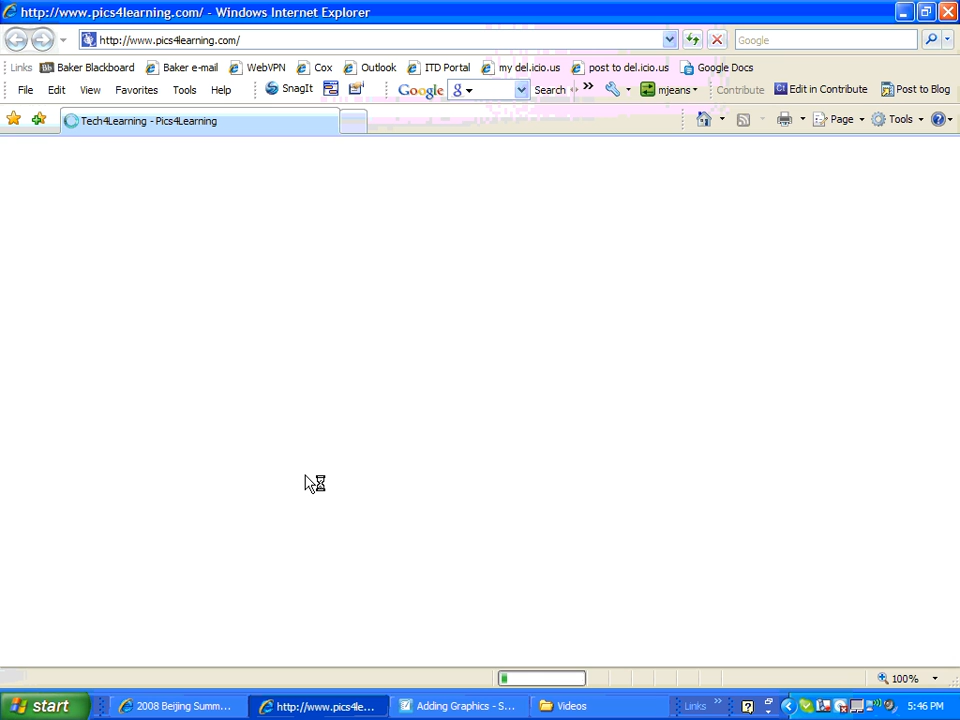 http://www.pics4learning.com/ - Windows Internet Explorer
http://www.pics4learning.com/
Google
Links Baker Blackboard Baker e-mail WebVPN Cox Outlook ITD Portal my del.icio.us post to del.icio.us Google Docs
File Edit View Favorites Tools Help SnagIt Google Search » mjeans Contribute Edit in Contribute Post to Blog
Tech4Learning - Pics4Learning Page Tools
100%
start 2008 Beijing Summ... http://www.pics4le... Adding Graphics - S... Videos Links » 5:46 PM